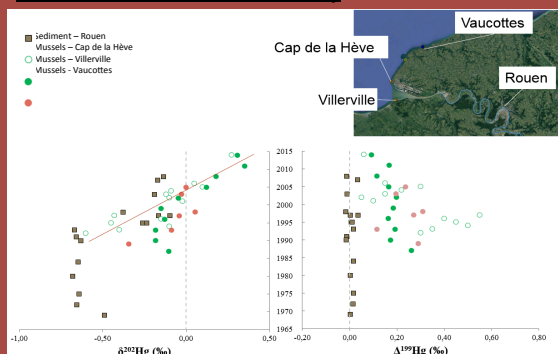 Vaucottes
Cap de la Hève
Rouen
Villerville
Sediment – Rouen
Mussels – Cap de la Hève
Mussels – Villerville
Mussels - Vaucottes
2015
2010
2005
2000
1995
1990
1985
1980
1975
1970
1965
-1,00 -0,50 0,00 0,50
-0,20 0,00 0,20 0,40 0,60 0,80
δ²⁰²Hg (‰)
Δ¹⁹⁹Hg (‰)